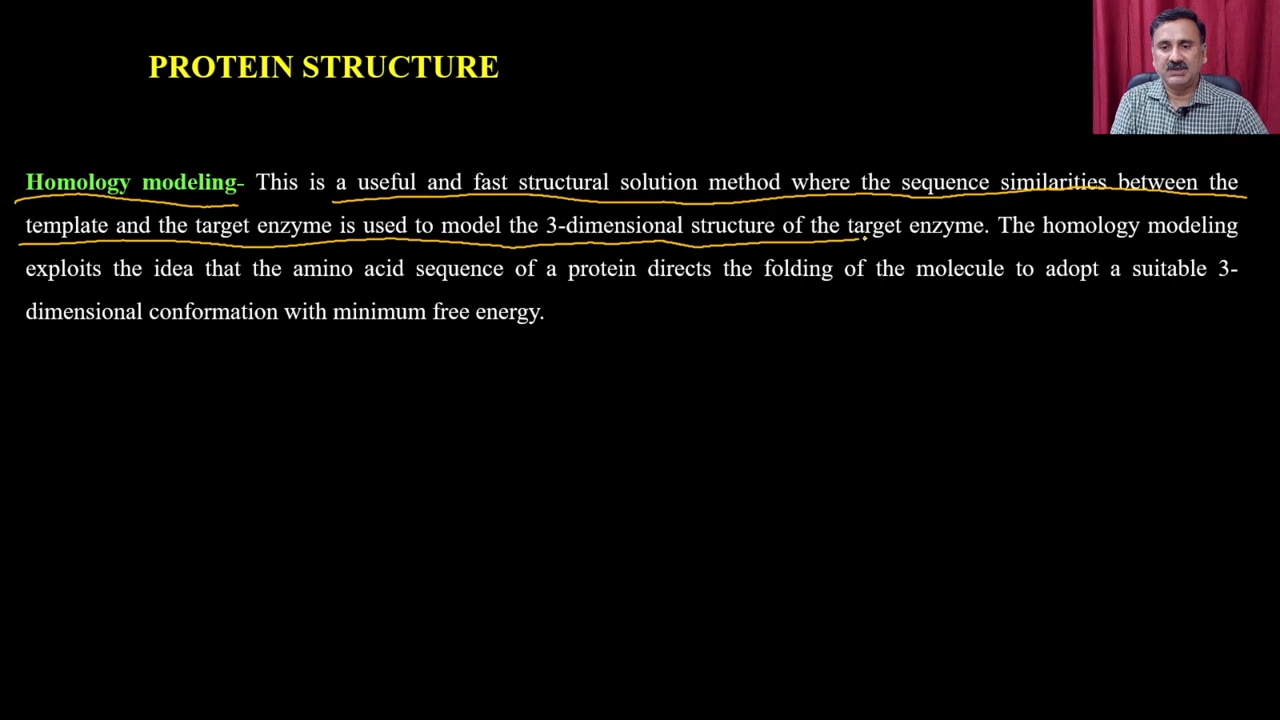 PROTEIN STRUCTURE
Homology modeling- This is a useful and fast structural solution method where the sequence similarities between the
template and the target enzyme is used to model the 3-dimensional structure of the target enzyme. The homology modeling
exploits the idea that the amino acid sequence of a protein directs the folding of the molecule to adopt a suitable 3-
dimensional conformation with minimum free energy.